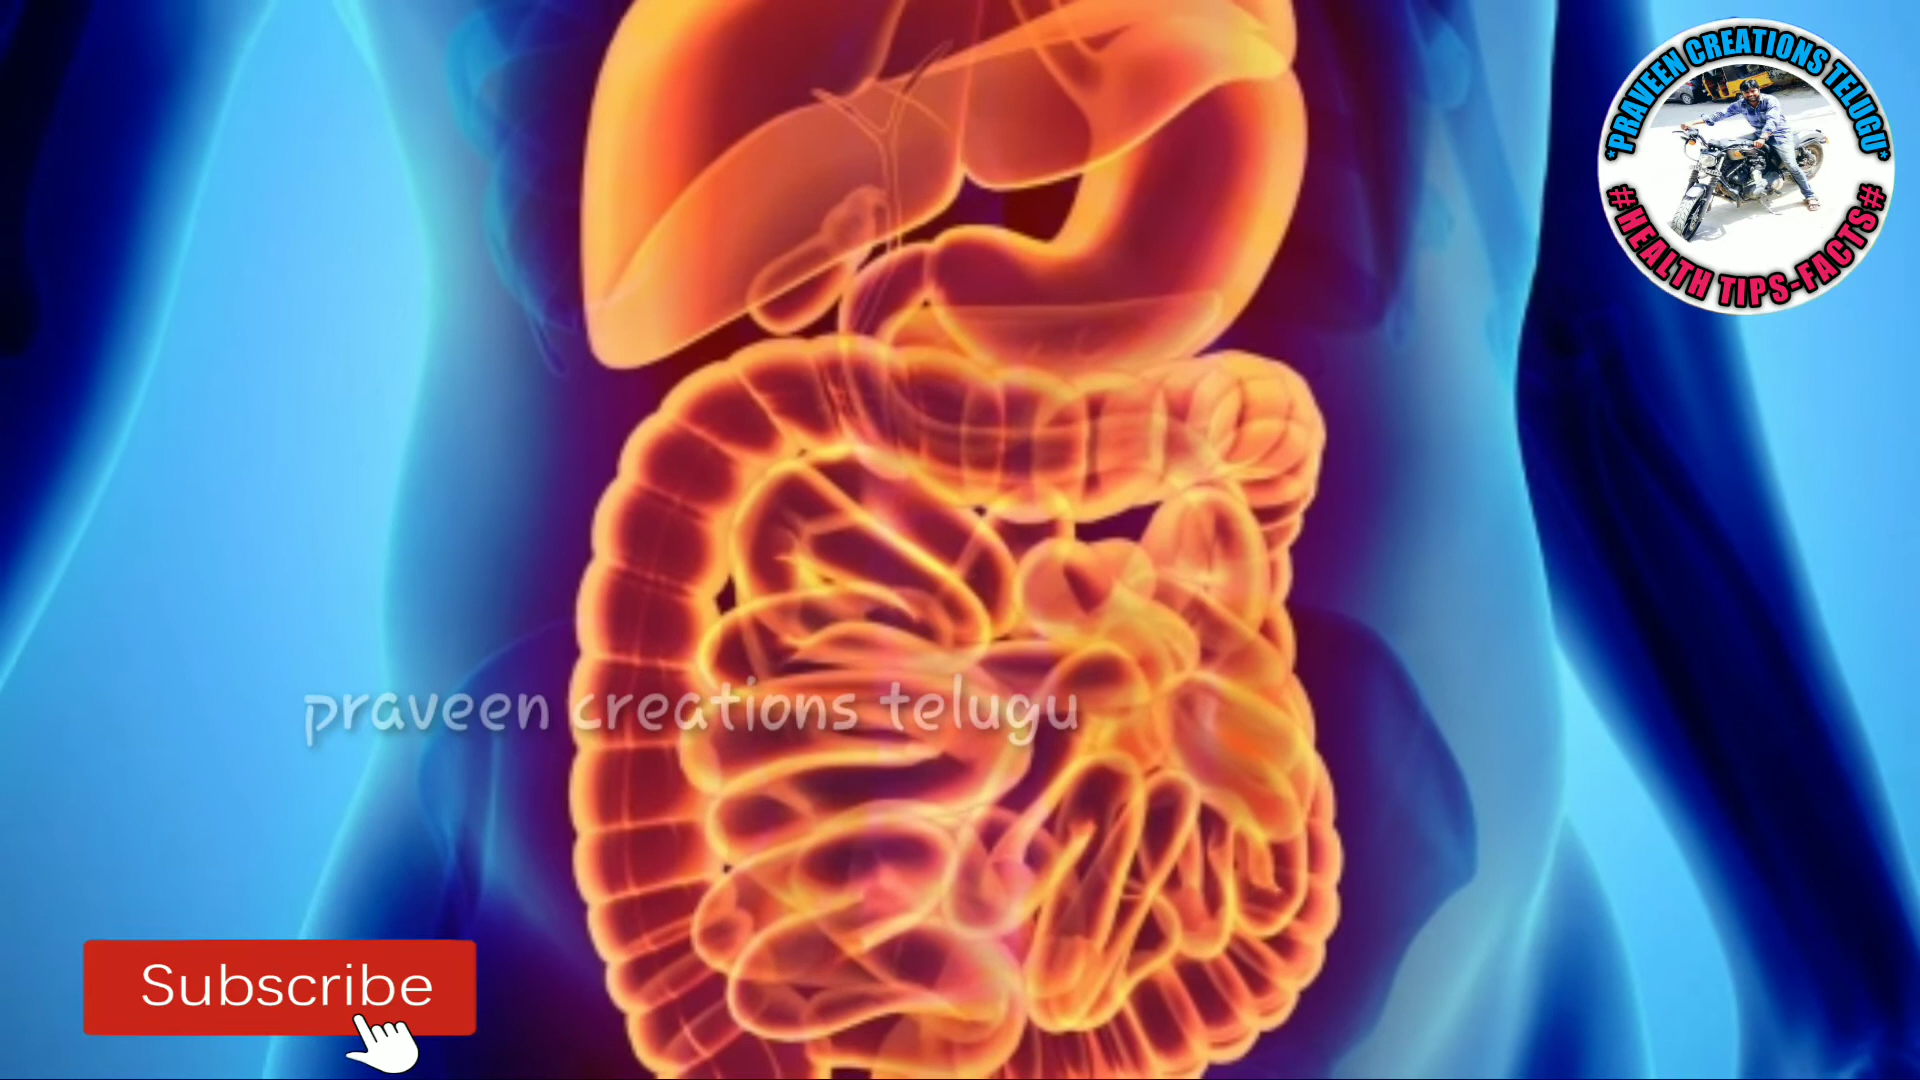 *PRAVEEN CREATIONS TELUGU*
#HEALTH TIPS-FACTS#
praveen creations telugu
Subscribe